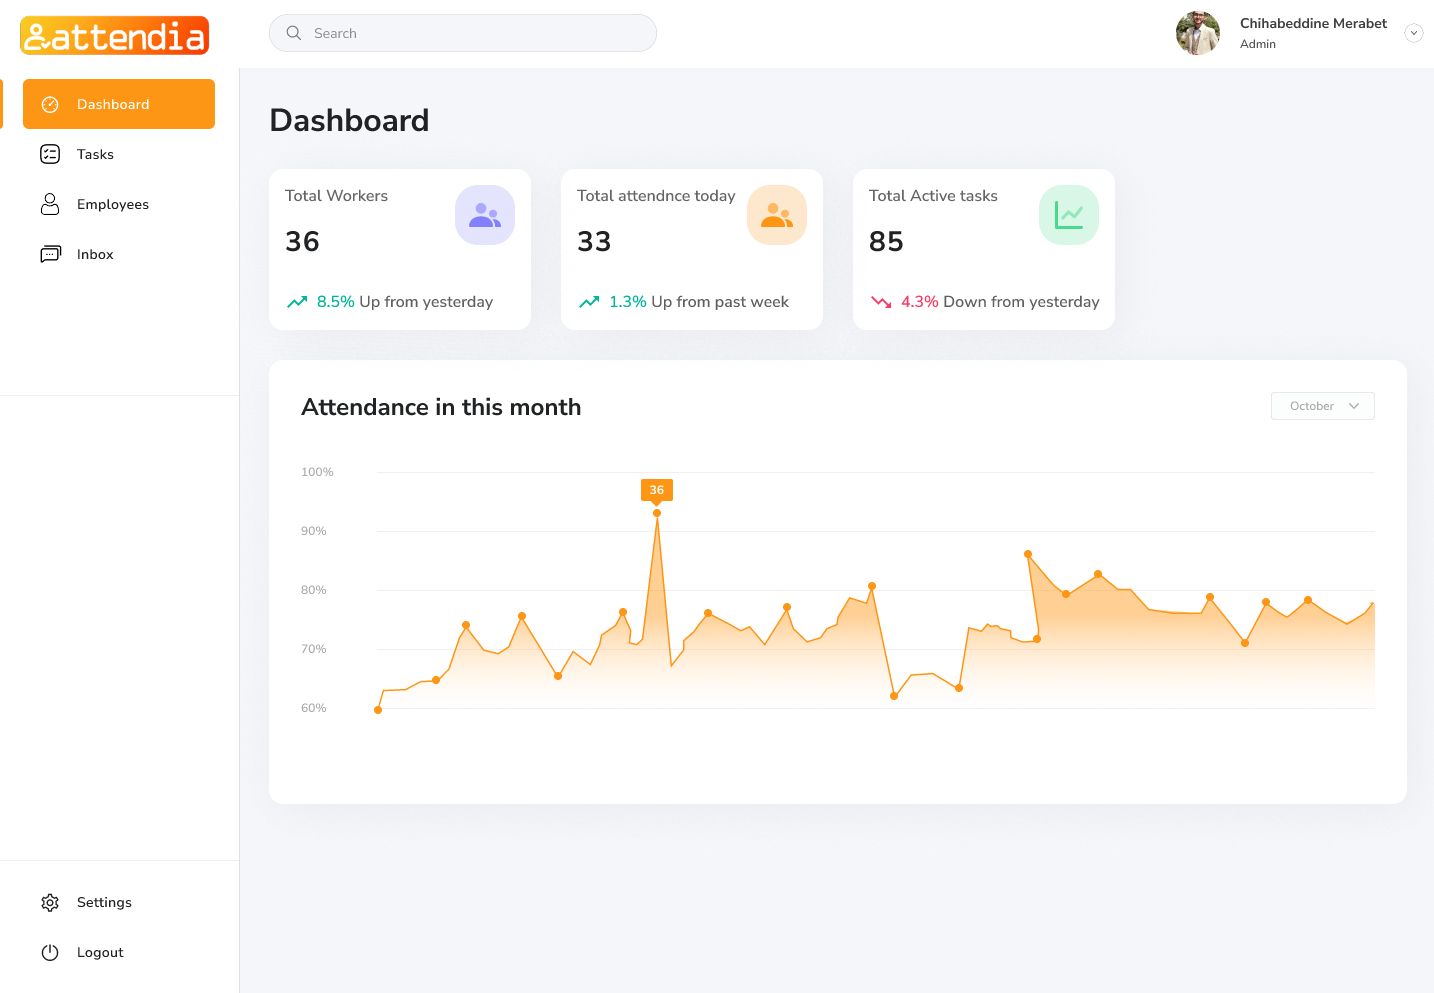 attendia
Search
Chihabeddine Merabet
Admin
Dashboard
Tasks
Employees
Inbox
Settings
Logout
Dashboard
Total Workers
36
8.5% Up from yesterday
Total attendnce today
33
1.3% Up from past week
Total Active tasks
85
4.3% Down from yesterday
Attendance in this month
October
100%
90%
80%
70%
60%
36